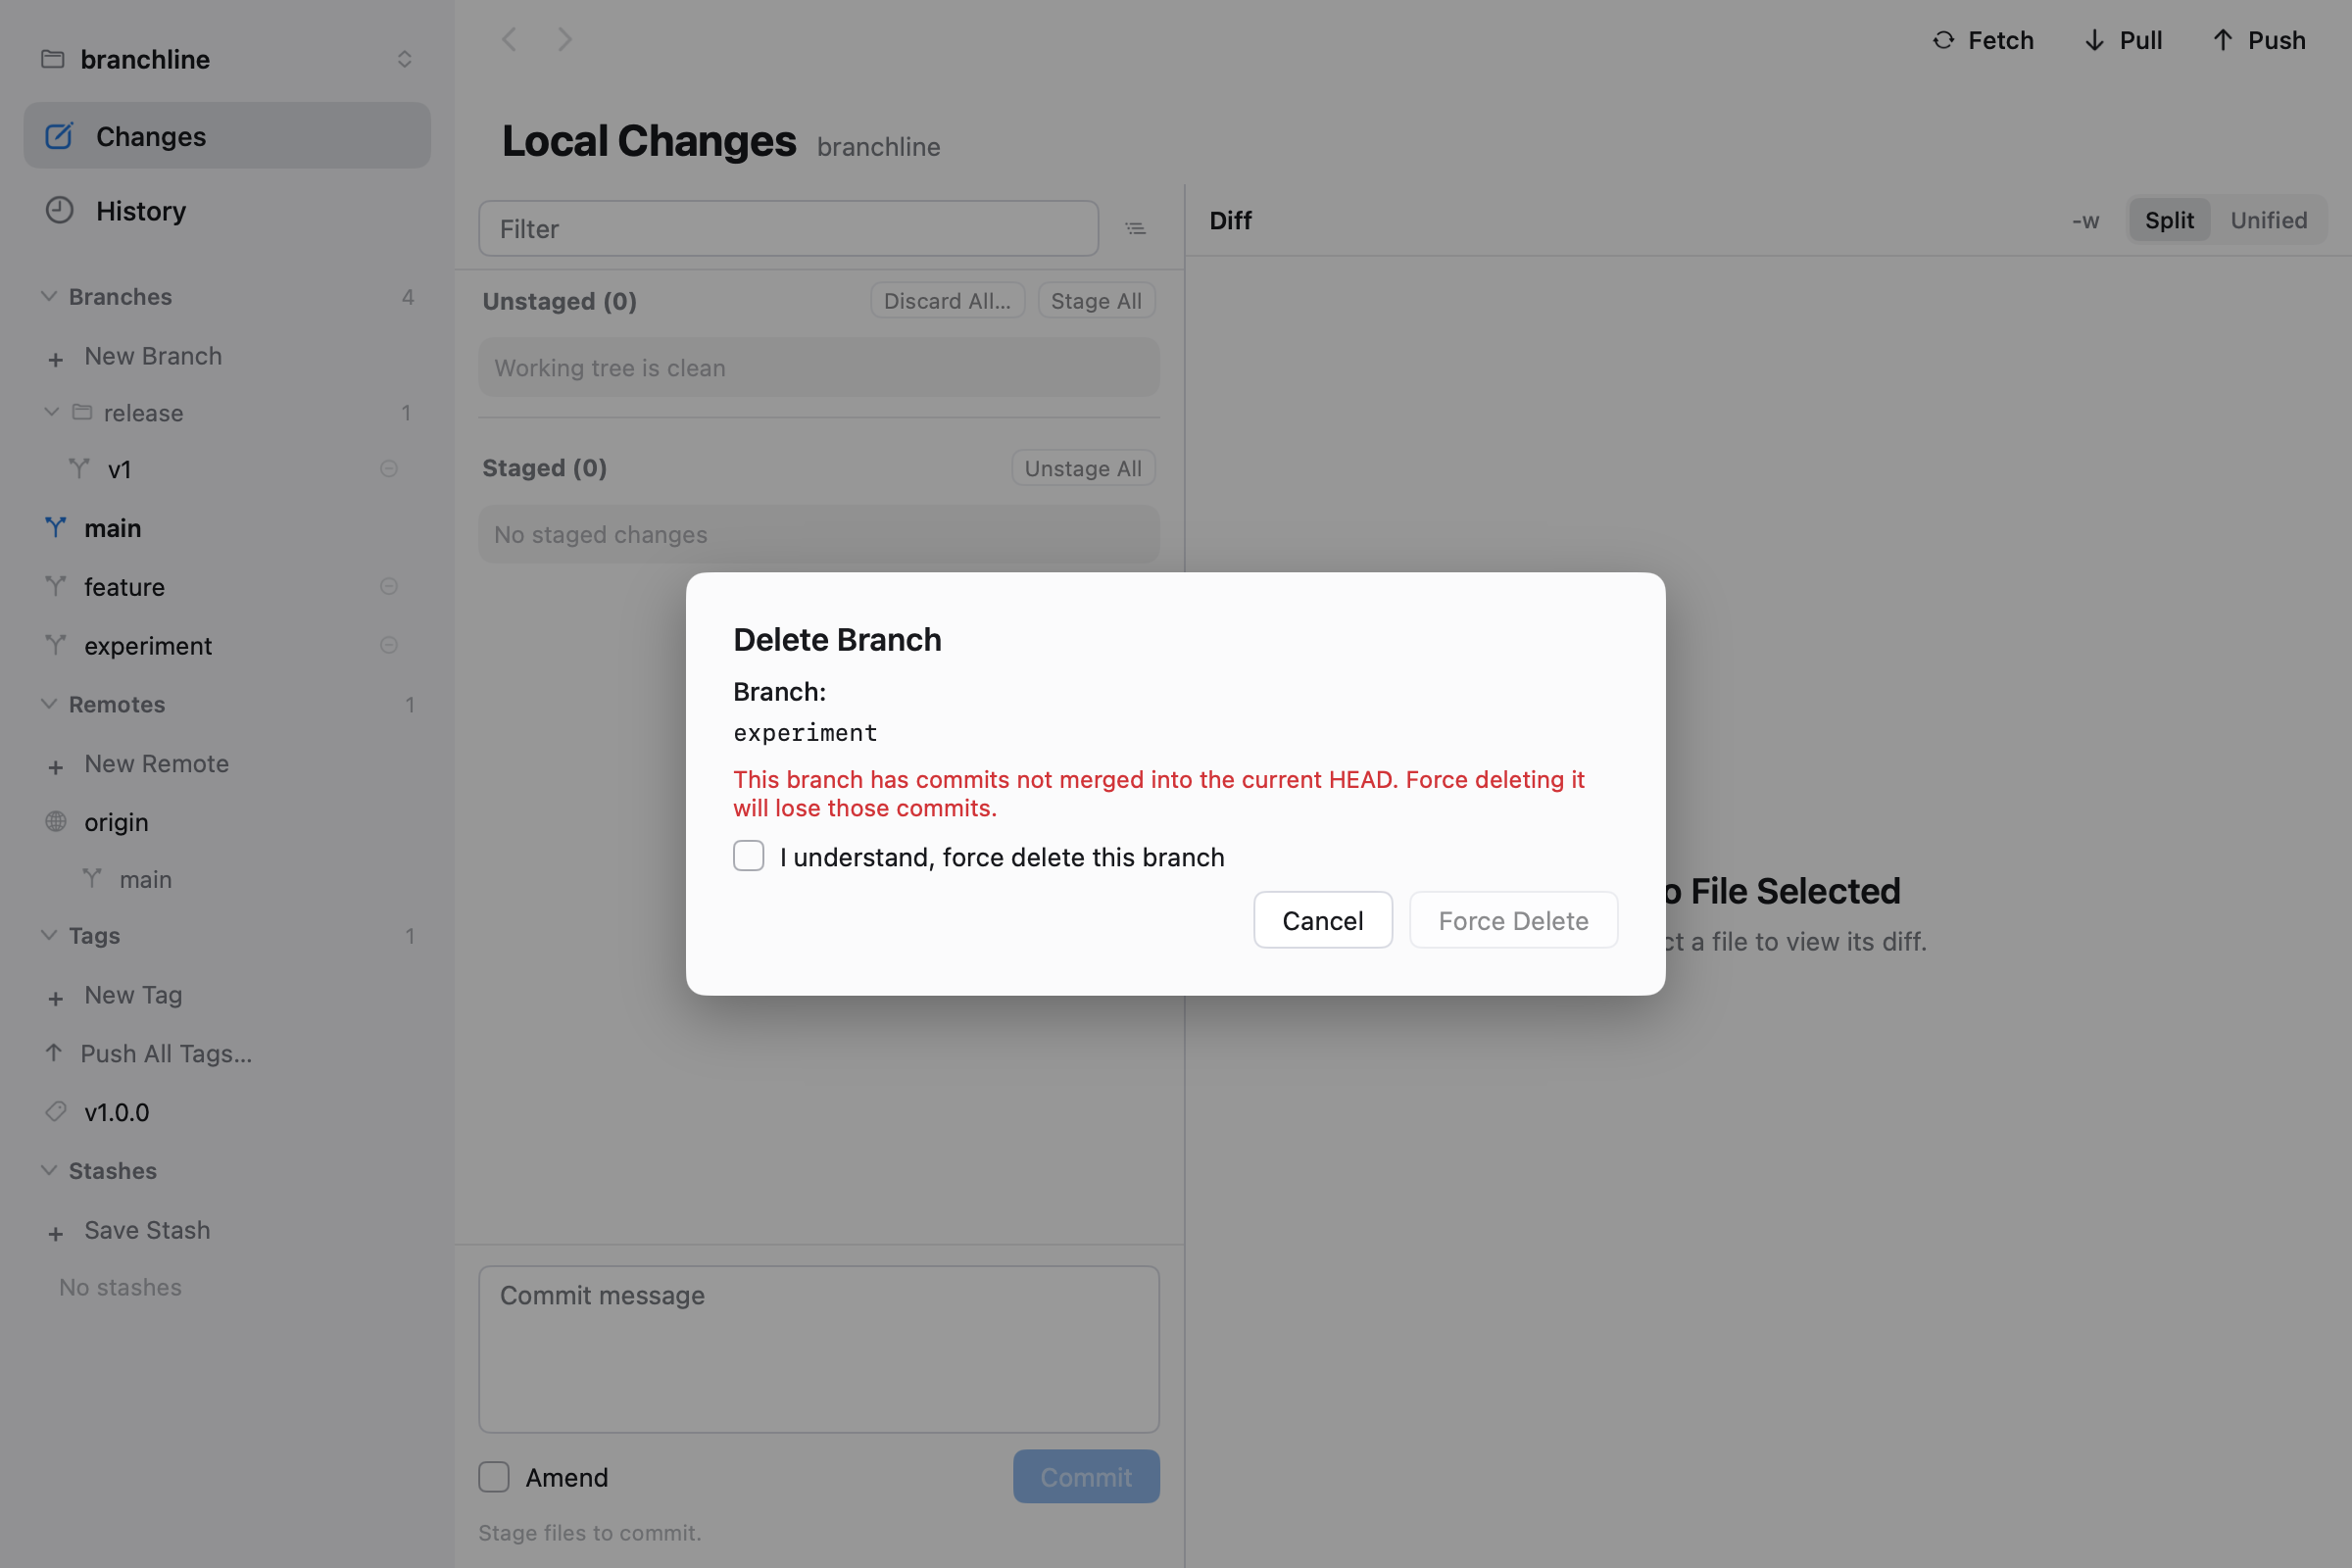 branchline
Changes
History
Branches 4
New Branch
release 1
v1
main
feature
experiment
Remotes 1
New Remote
origin
main
Tags 1
New Tag
Push All Tags...
v1.0.0
Stashes
Save Stash
No stashes
Fetch Pull Push
Local Changes branchline
Filter
Unstaged (0) Discard All... Stage All
Working tree is clean
Staged (0) Unstage All
No staged changes
Commit message
Amend Commit
Stage files to commit.
Diff -w Split Unified
o File Selected
ct a file to view its diff.
Delete Branch
Branch:
experiment
This branch has commits not merged into the current HEAD. Force deleting it
will lose those commits.
I understand, force delete this branch
Cancel Force Delete